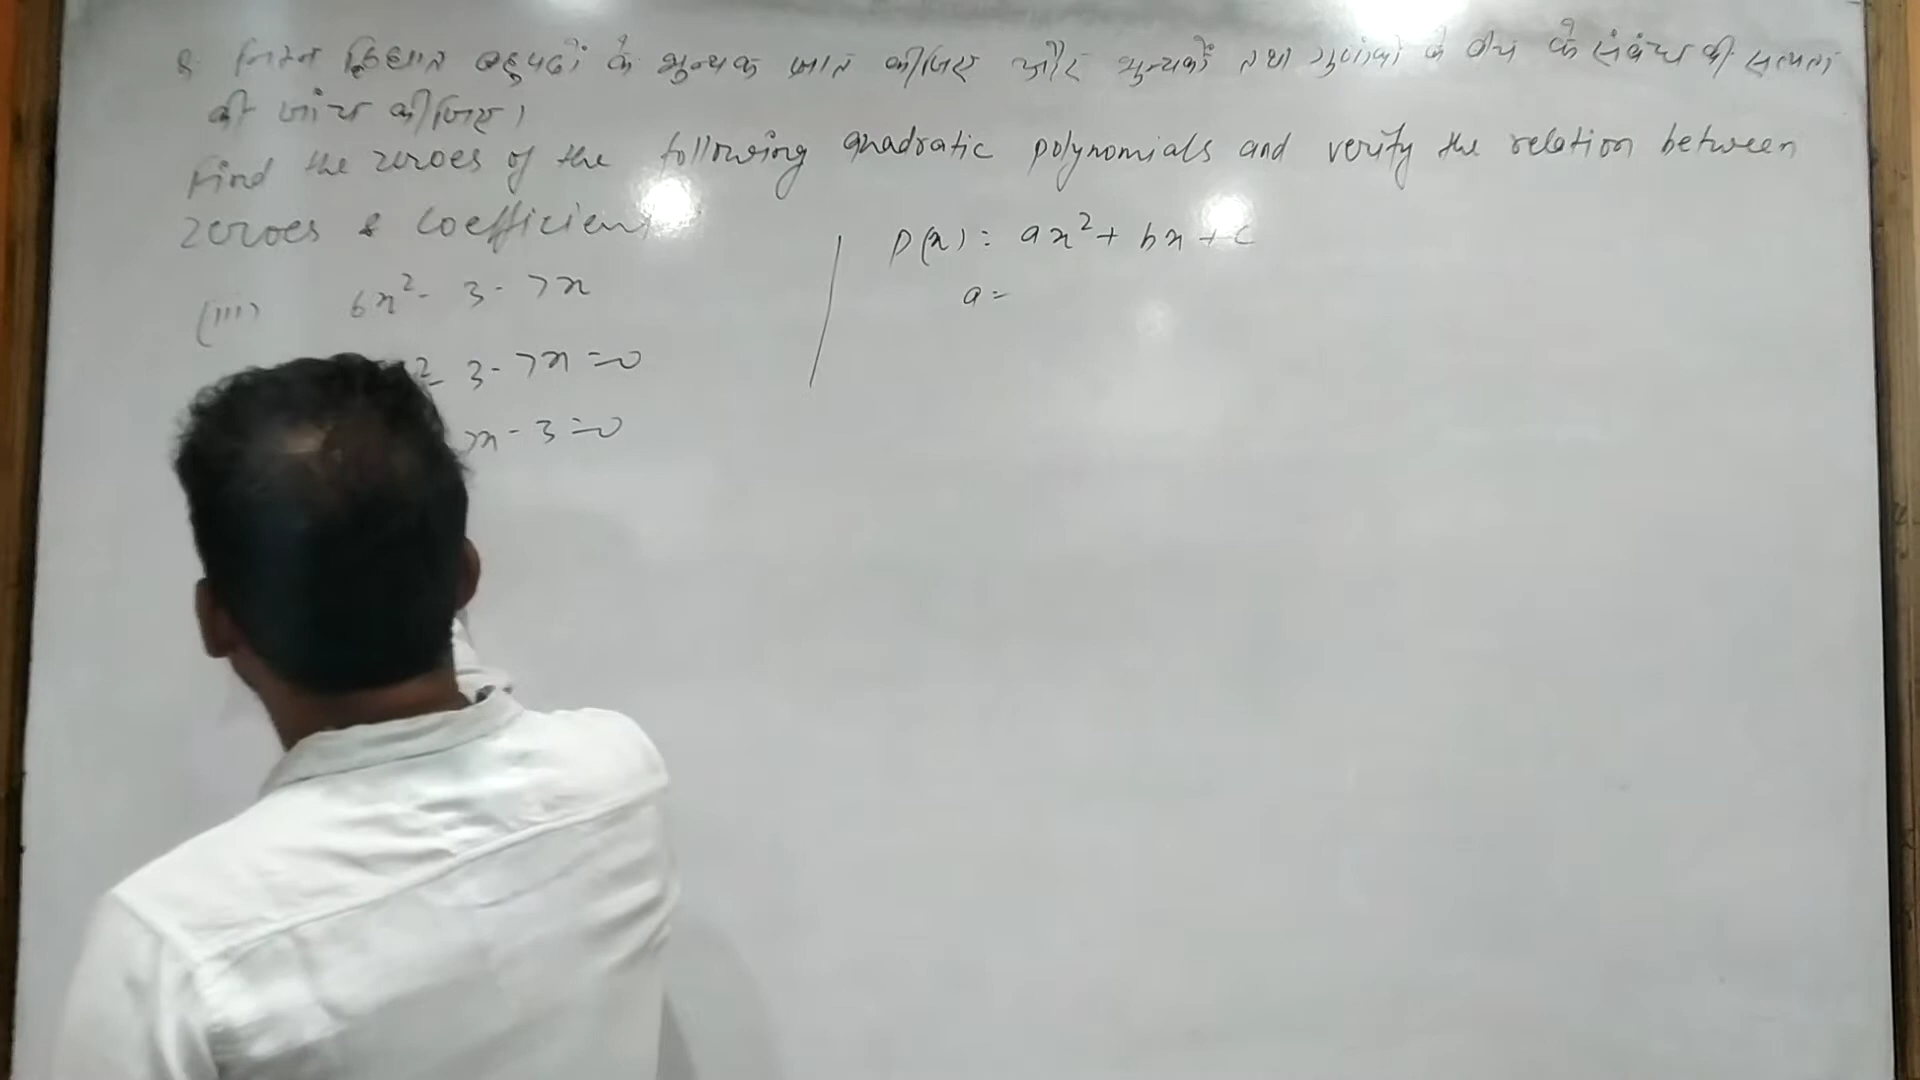 8 निम्न द्विघात बहुपदों के शून्यक ज्ञात कीजिए और शून्यकों तथा गुणांकों के बीच के संबंध की सत्यता
की जांच कीजिए।
Find the zeroes of the following quadratic polynomials and verify the relation between
zeroes & coefficient
(iii) 6x² - 3 - 7x
² - 3 - 7x = 0
x - 3 = 0
P(x) = ax² + bx + c
a =